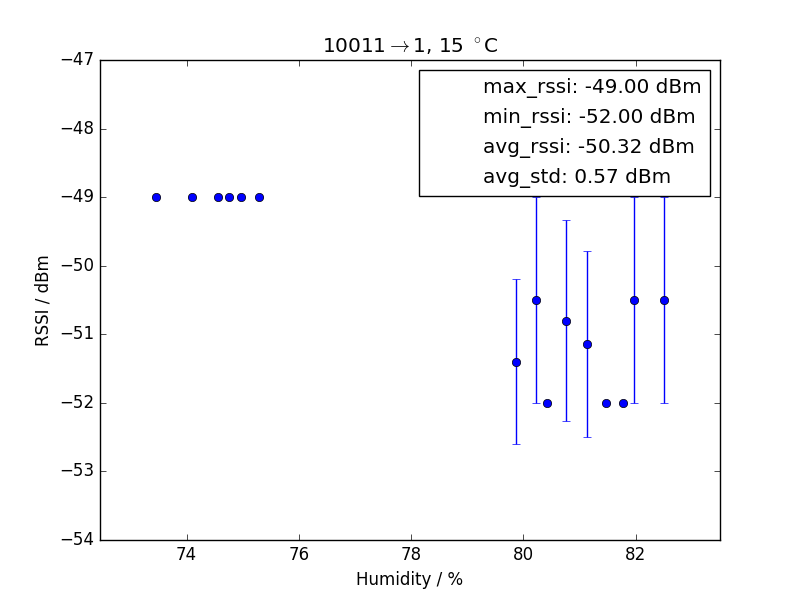 10011→1, 15 °C
max_rssi: -49.00 dBm
min_rssi: -52.00 dBm
avg_rssi: -50.32 dBm
avg_std: 0.57 dBm
RSSI / dBm
−47
−48
−49
−50
−51
−52
−53
−54
74 76 78 80 82
Humidity / %